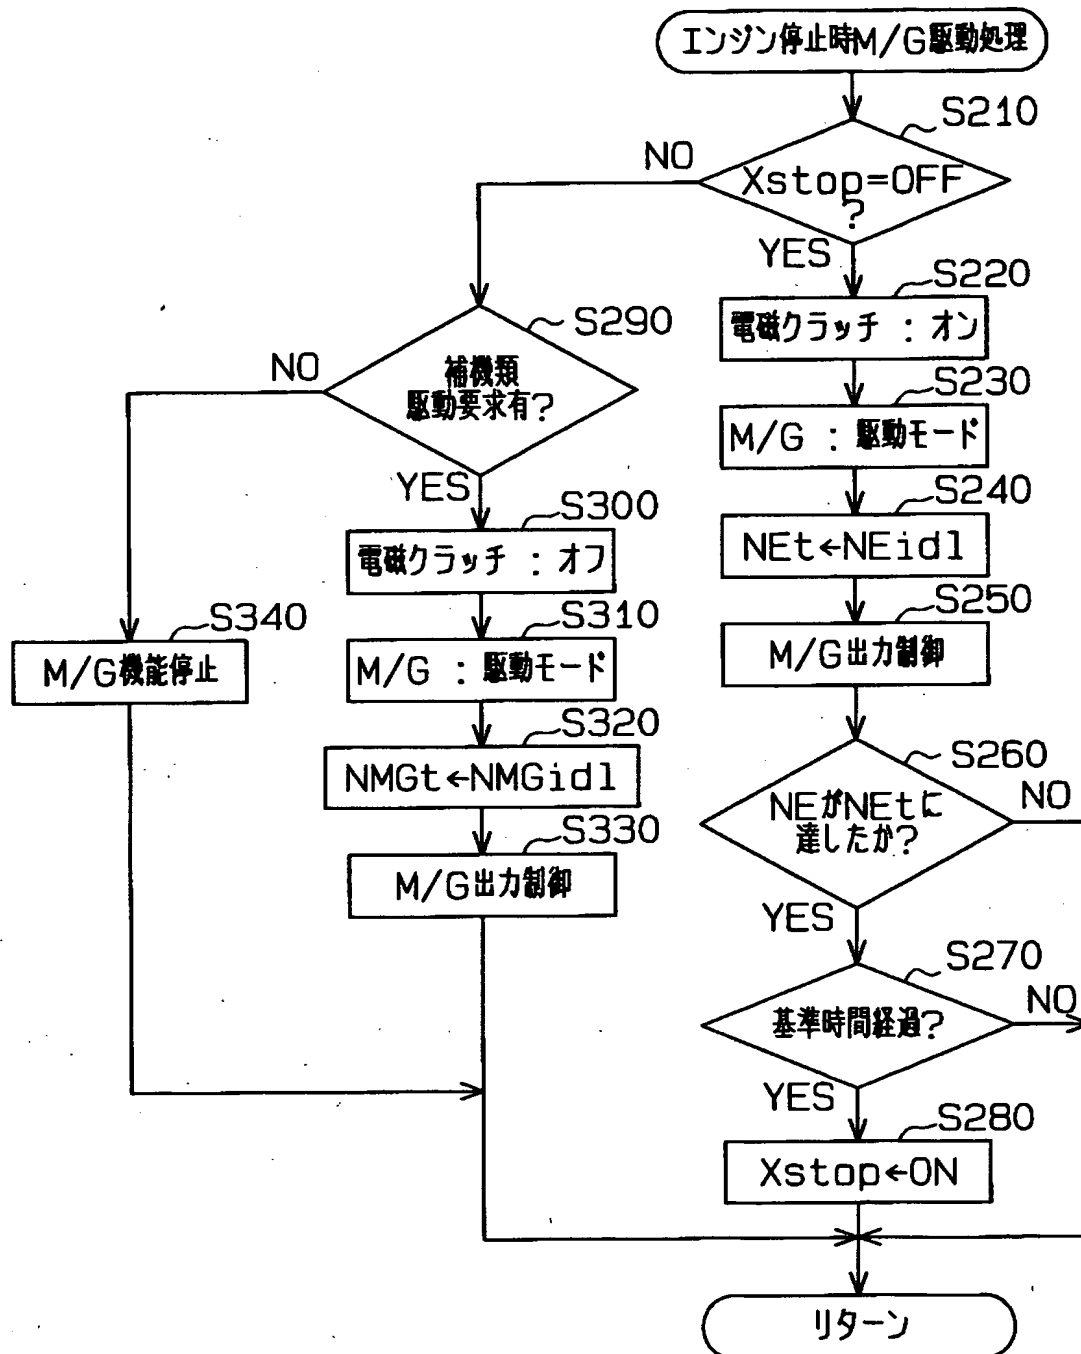 エンジン停止時M/G駆動処理
S210
NO
Xstop=OFF
?
YES
S220
電磁クラッチ : オン
S290
補機類
駆動要求有?
NO
S230
M/G : 駆動モード
YES
S240
NEt←NEidl
S300
電磁クラッチ : オフ
S250
M/G出力制御
S310
M/G : 駆動モード
S340
M/G機能停止
S320
NMGt←NMGidl
S260
NEがNEtに
達したか?
NO
S330
M/G出力制御
YES
S270
基準時間経過?
NO
YES
S280
Xstop←ON
リターン